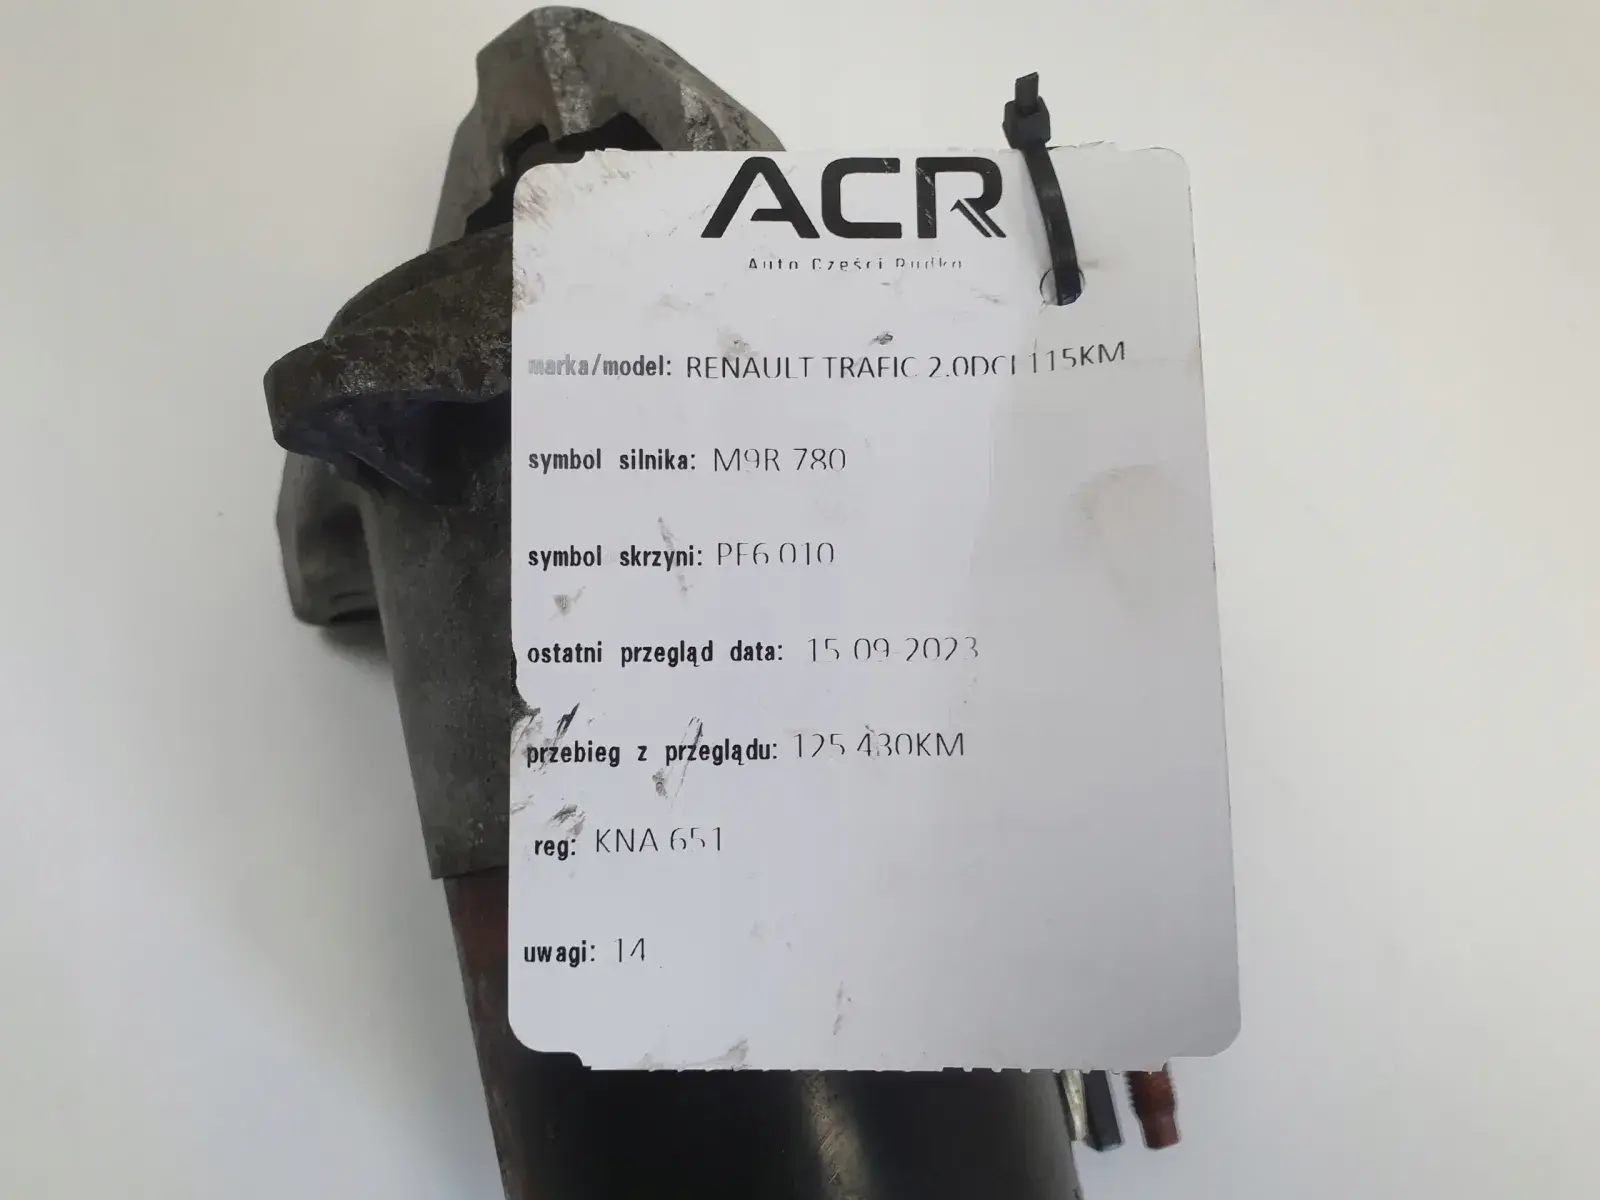 ACR
Auto Części Rudka
marka/model: RENAULT TRAFIC 2.0DCI 115KM
symbol silnika: M9R 780
symbol skrzyni: PF6 010
ostatni przegląd data: 15-09-2023
przebieg z przeglądu: 125 430KM
reg: KNA 651
uwagi: 14